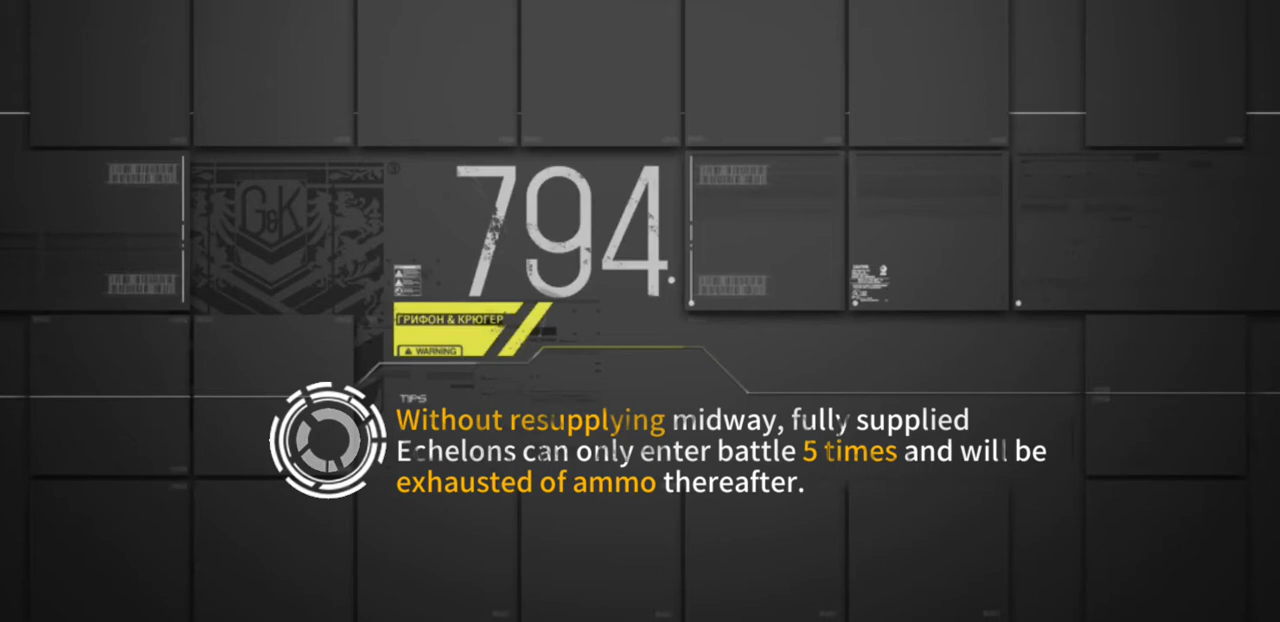 G&K
794.
ГРИФОН & КРЮГЕР
WARNING
TIPS
Without resupplying midway, fully supplied
Echelons can only enter battle 5 times and will be
exhausted of ammo thereafter.